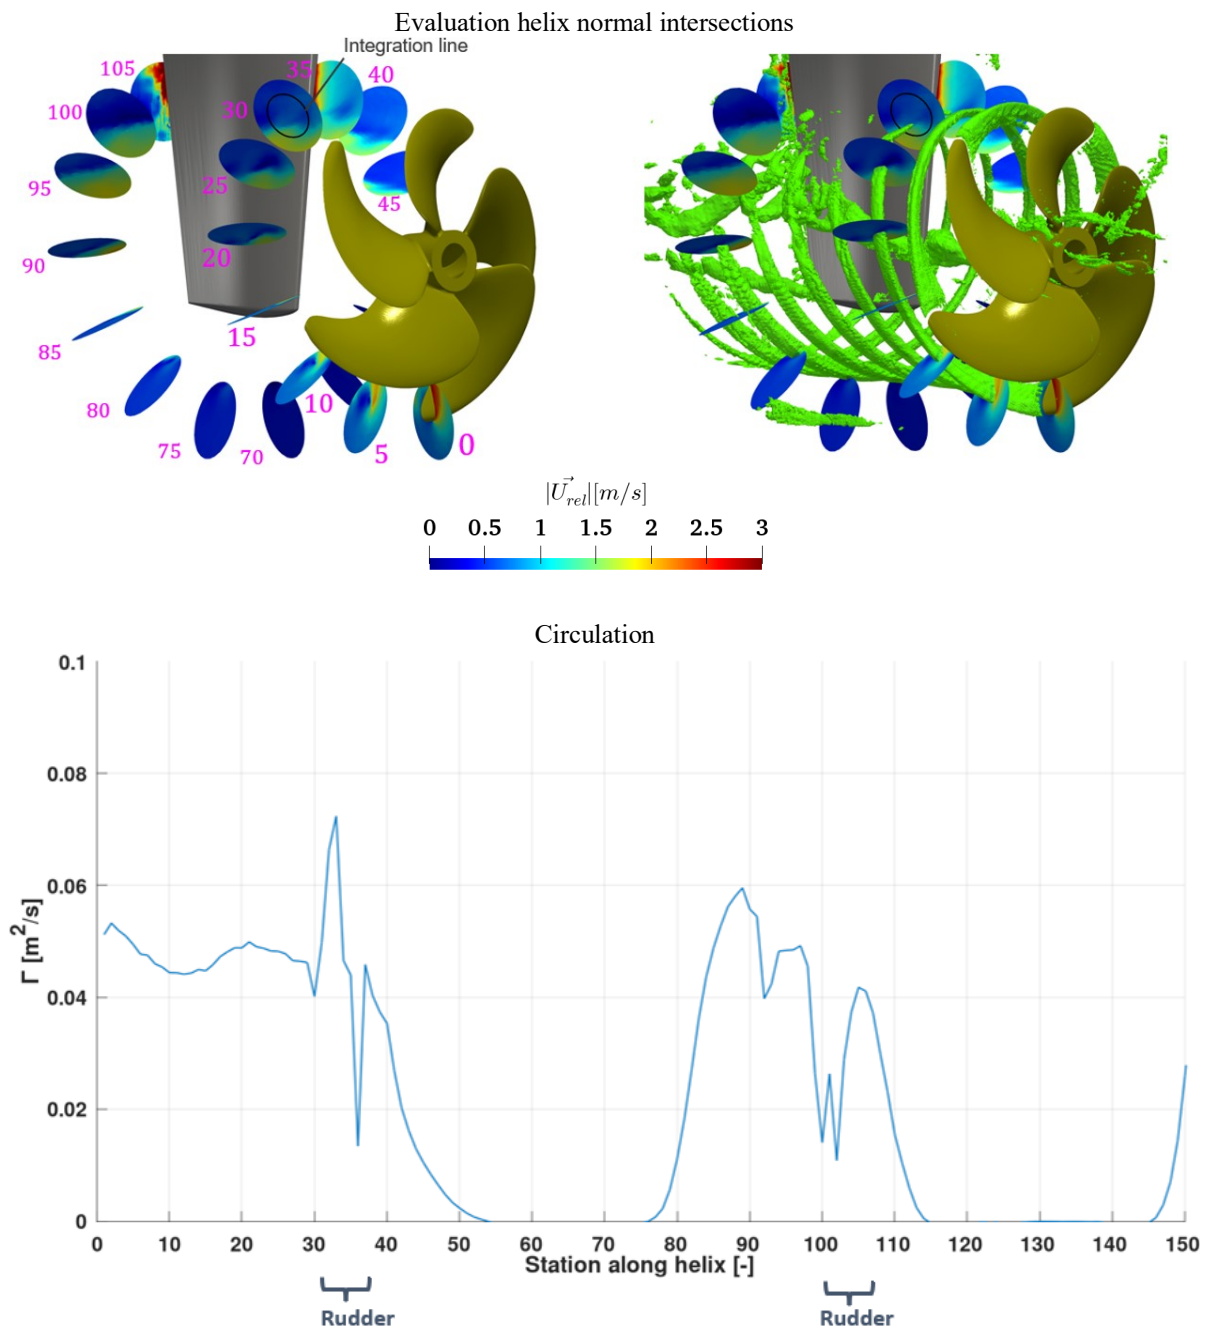 Evaluation helix normal intersections
Integration line
105
35
40
100
30
95
25
45
90
20
85
15
80
10
75
70
5
0
|U⃗rel|[m/s]
0 0.5 1 1.5 2 2.5 3
Circulation
0.1
0.08
0.06
0.04
0.02
0
Γ [m²/s]
0 10 20 30 40 50 60 70 80 90 100 110 120 130 140 150
Station along helix [-]
Rudder Rudder